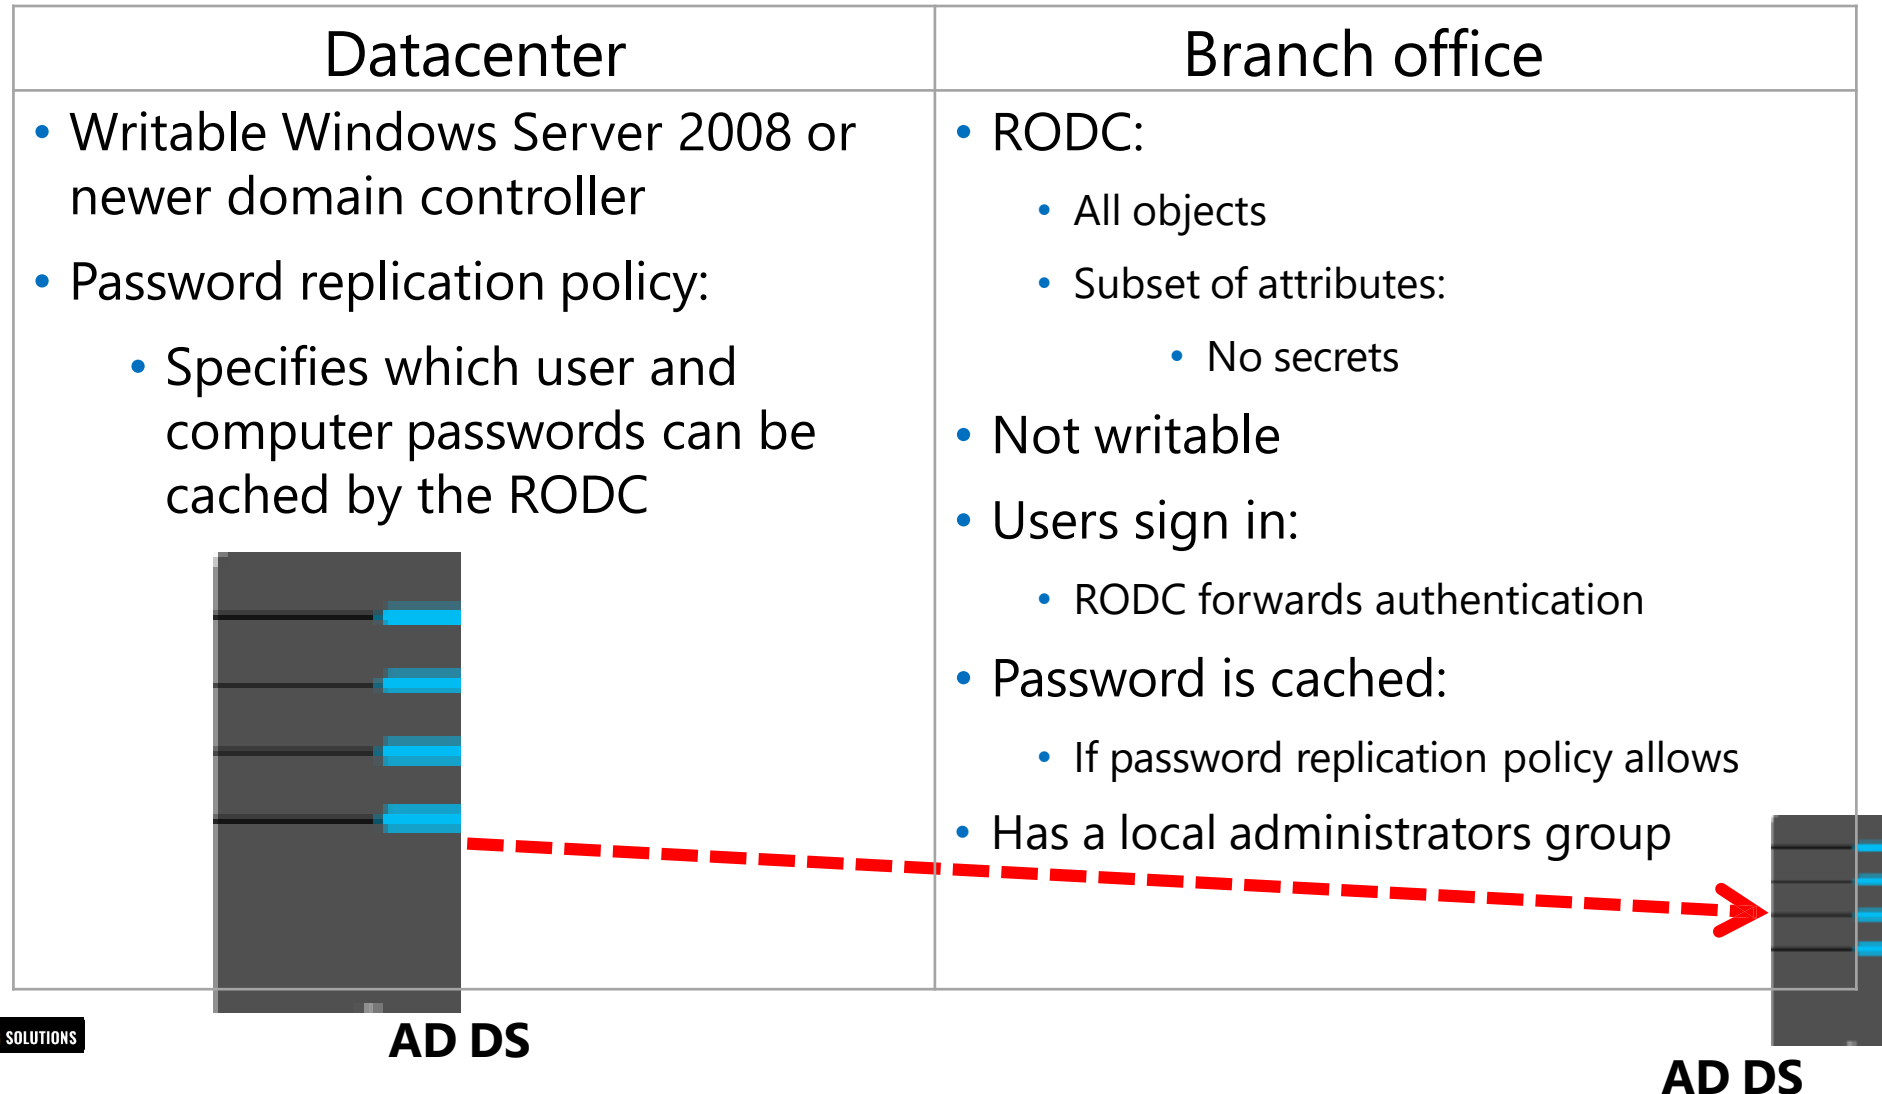 Datacenter
• Writable Windows Server 2008 or
newer domain controller
• Password replication policy:
• Specifies which user and
computer passwords can be
cached by the RODC
Branch office
• RODC:
• All objects
• Subset of attributes:
• No secrets
• Not writable
• Users sign in:
• RODC forwards authentication
• Password is cached:
• If password replication policy allows
• Has a local administrators group
SOLUTIONS
AD DS
AD DS